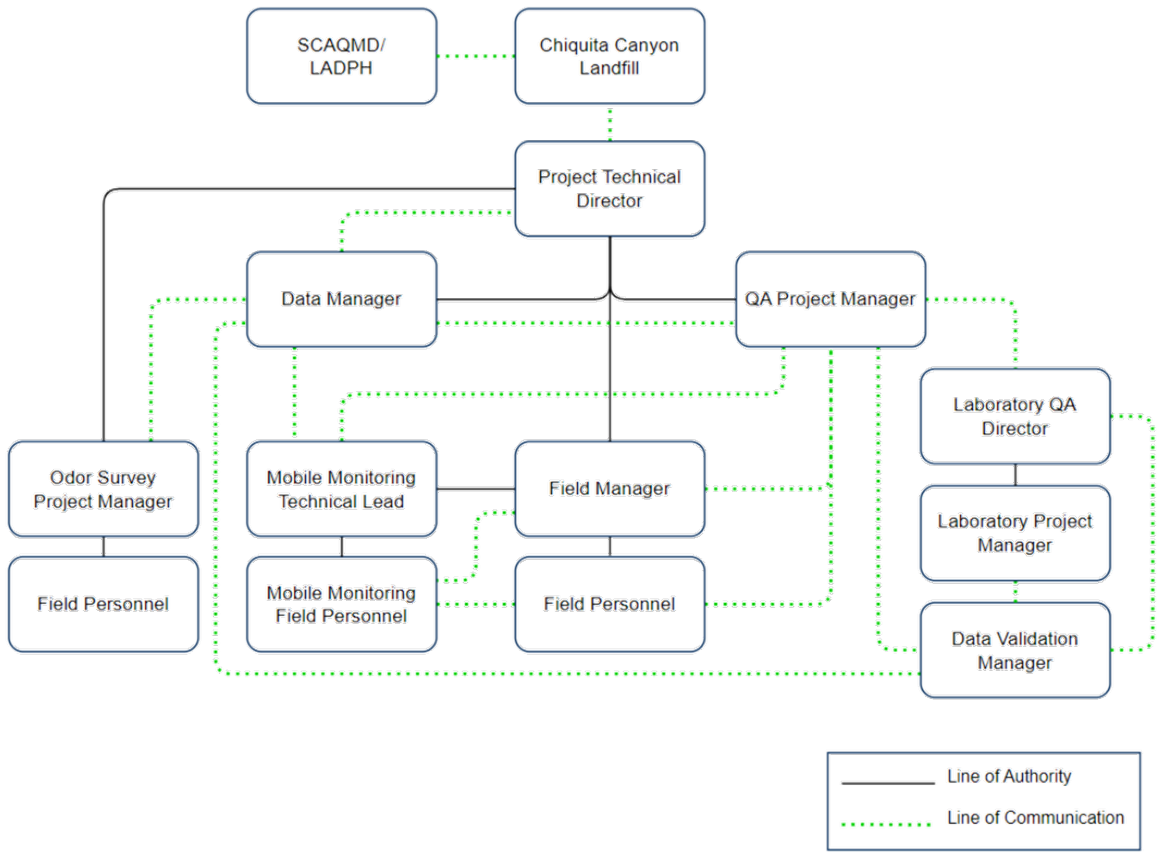 SCAQMD/
LADPH
Chiquita Canyon
Landfill
Project Technical
Director
Data Manager
QA Project Manager
Laboratory QA
Director
Odor Survey
Project Manager
Mobile Monitoring
Technical Lead
Field Manager
Laboratory Project
Manager
Field Personnel
Mobile Monitoring
Field Personnel
Field Personnel
Data Validation
Manager
Line of Authority
Line of Communication